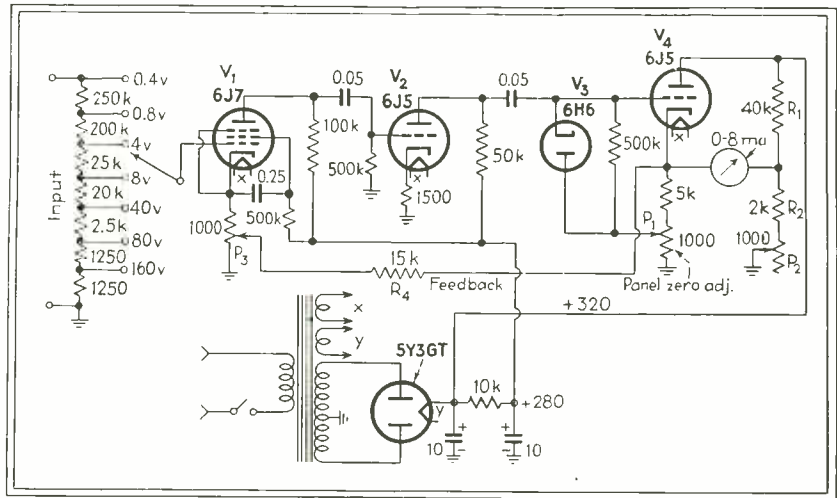 V1
6J7
V2
6J5
V3
6H6
V4
6J5
Input
0.4v
250k
0.8v
200k
4v
25k
8v
20k
40v
2.5k
80v
1250
160v
1250
0.05
100k
500k
0.05
50k
1500
500k
40k
R1
0-8 ma
x
x
x
0.25
500k
1000
P3
5k
P1
1000
2k
R2
1000
P2
15k
R4
Feedback
Panel zero adj.
+320
x
y
5Y3GT
y
10k
+280
+
-
10
+
-
10